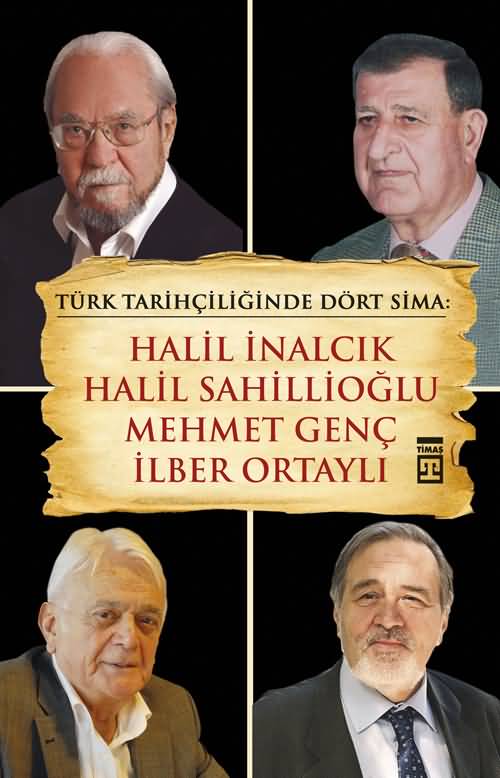 TÜRK TARİHÇİLİĞİNDE DÖRT SİMA:
HALİL İNALCIK
HALİL SAHİLLİOĞLU
MEHMET GENÇ
İLBER ORTAYLI
TİMAŞ